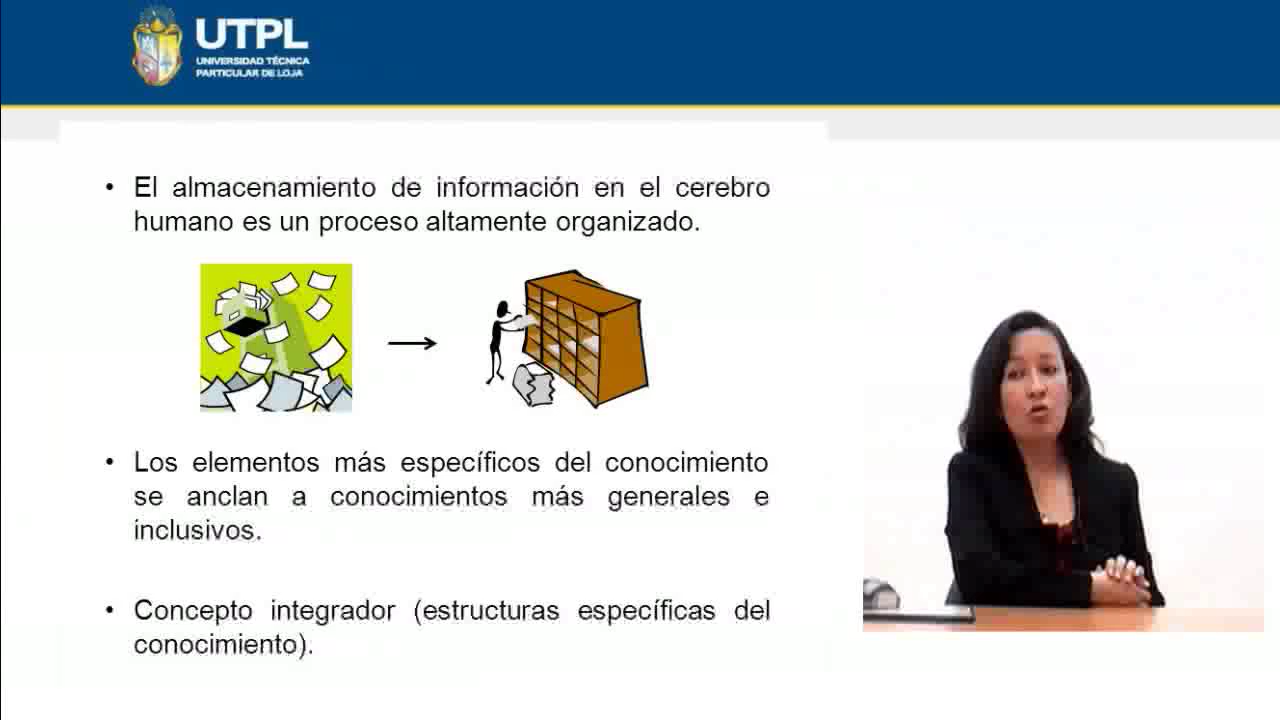 UTPL
UNIVERSIDAD TÉCNICA
PARTICULAR DE LOJA
• El almacenamiento de información en el cerebro
humano es un proceso altamente organizado.
• Los elementos más específicos del conocimiento
se anclan a conocimientos más generales e
inclusivos.
• Concepto integrador (estructuras específicas del
conocimiento).